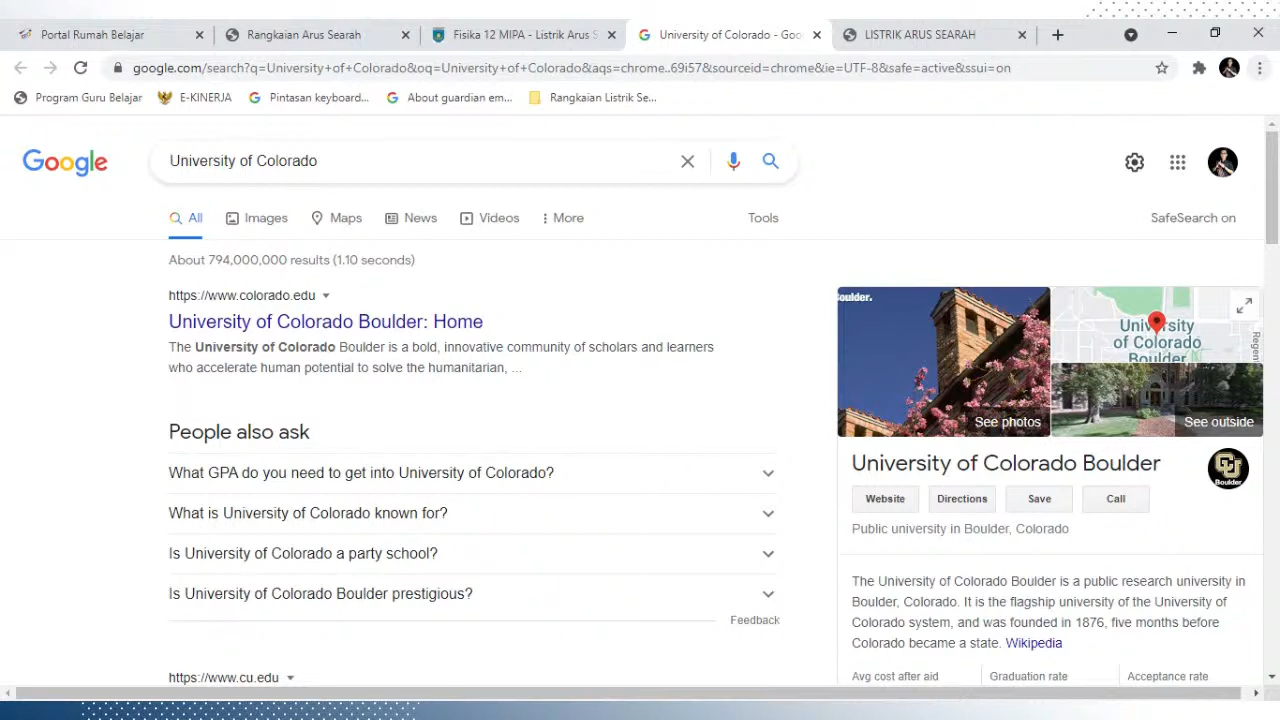 Portal Rumah Belajar
Rangkaian Arus Searah
Fisika 12 MIPA - Listrik Arus S
University of Colorado - Goo
LISTRIK ARUS SEARAH
google.com/search?q=University+of+Colorado&oq=University+of+Colorado&aqs=chrome..69i57&sourceid=chrome&ie=UTF-8&safe=active&ssui=on
Program Guru Belajar
E-KINERJA
Pintasan keyboard...
About guardian em...
Rangkaian Listrik Se...
Google
University of Colorado
All
Images
Maps
News
Videos
More
Tools
SafeSearch on
About 794,000,000 results (1.10 seconds)
https://www.colorado.edu
University of Colorado Boulder: Home
The University of Colorado Boulder is a bold, innovative community of scholars and learners
who accelerate human potential to solve the humanitarian, ...
People also ask
What GPA do you need to get into University of Colorado?
What is University of Colorado known for?
Is University of Colorado a party school?
Is University of Colorado Boulder prestigious?
Feedback
https://www.cu.edu
oulder.
See photos
University
of Colorado
Boulder
Regent
See outside
University of Colorado Boulder
CU
Boulder
Website
Directions
Save
Call
Public university in Boulder, Colorado
The University of Colorado Boulder is a public research university in
Boulder, Colorado. It is the flagship university of the University of
Colorado system, and was founded in 1876, five months before
Colorado became a state. Wikipedia
Avg cost after aid
Graduation rate
Acceptance rate